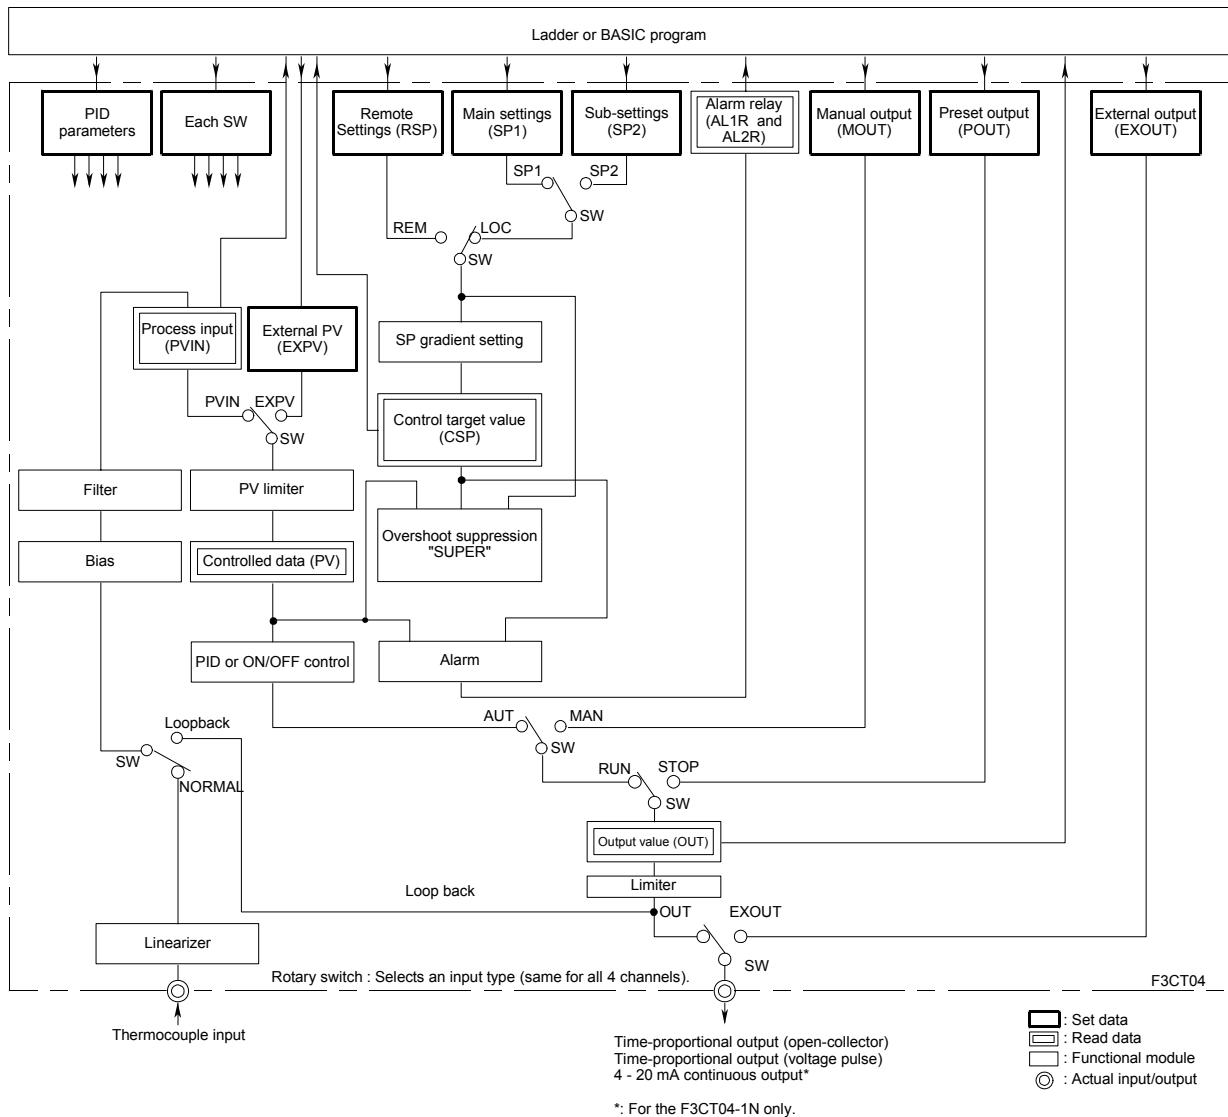 Ladder or BASIC program
PID
parameters
Each SW
Remote
Settings (RSP)
Main settings
(SP1)
Sub-settings
(SP2)
Alarm relay
(AL1R and
AL2R)
Manual output
(MOUT)
Preset output
(POUT)
External output
(EXOUT)
SP1
SP2
SW
REM
LOC
SW
Process input
(PVIN)
External PV
(EXPV)
SP gradient setting
PVIN
EXPV
SW
Control target value
(CSP)
Filter
PV limiter
Overshoot suppression
"SUPER"
Bias
Controlled data (PV)
PID or ON/OFF control
Alarm
Loopback
SW
NORMAL
AUT
MAN
SW
RUN
STOP
SW
Output value (OUT)
Limiter
Loop back
OUT
EXOUT
SW
Linearizer
Rotary switch : Selects an input type (same for all 4 channels).
F3CT04
Thermocouple input
Time-proportional output (open-collector)
Time-proportional output (voltage pulse)
4 - 20 mA continuous output*
*: For the F3CT04-1N only.
: Set data
: Read data
: Functional module
: Actual input/output